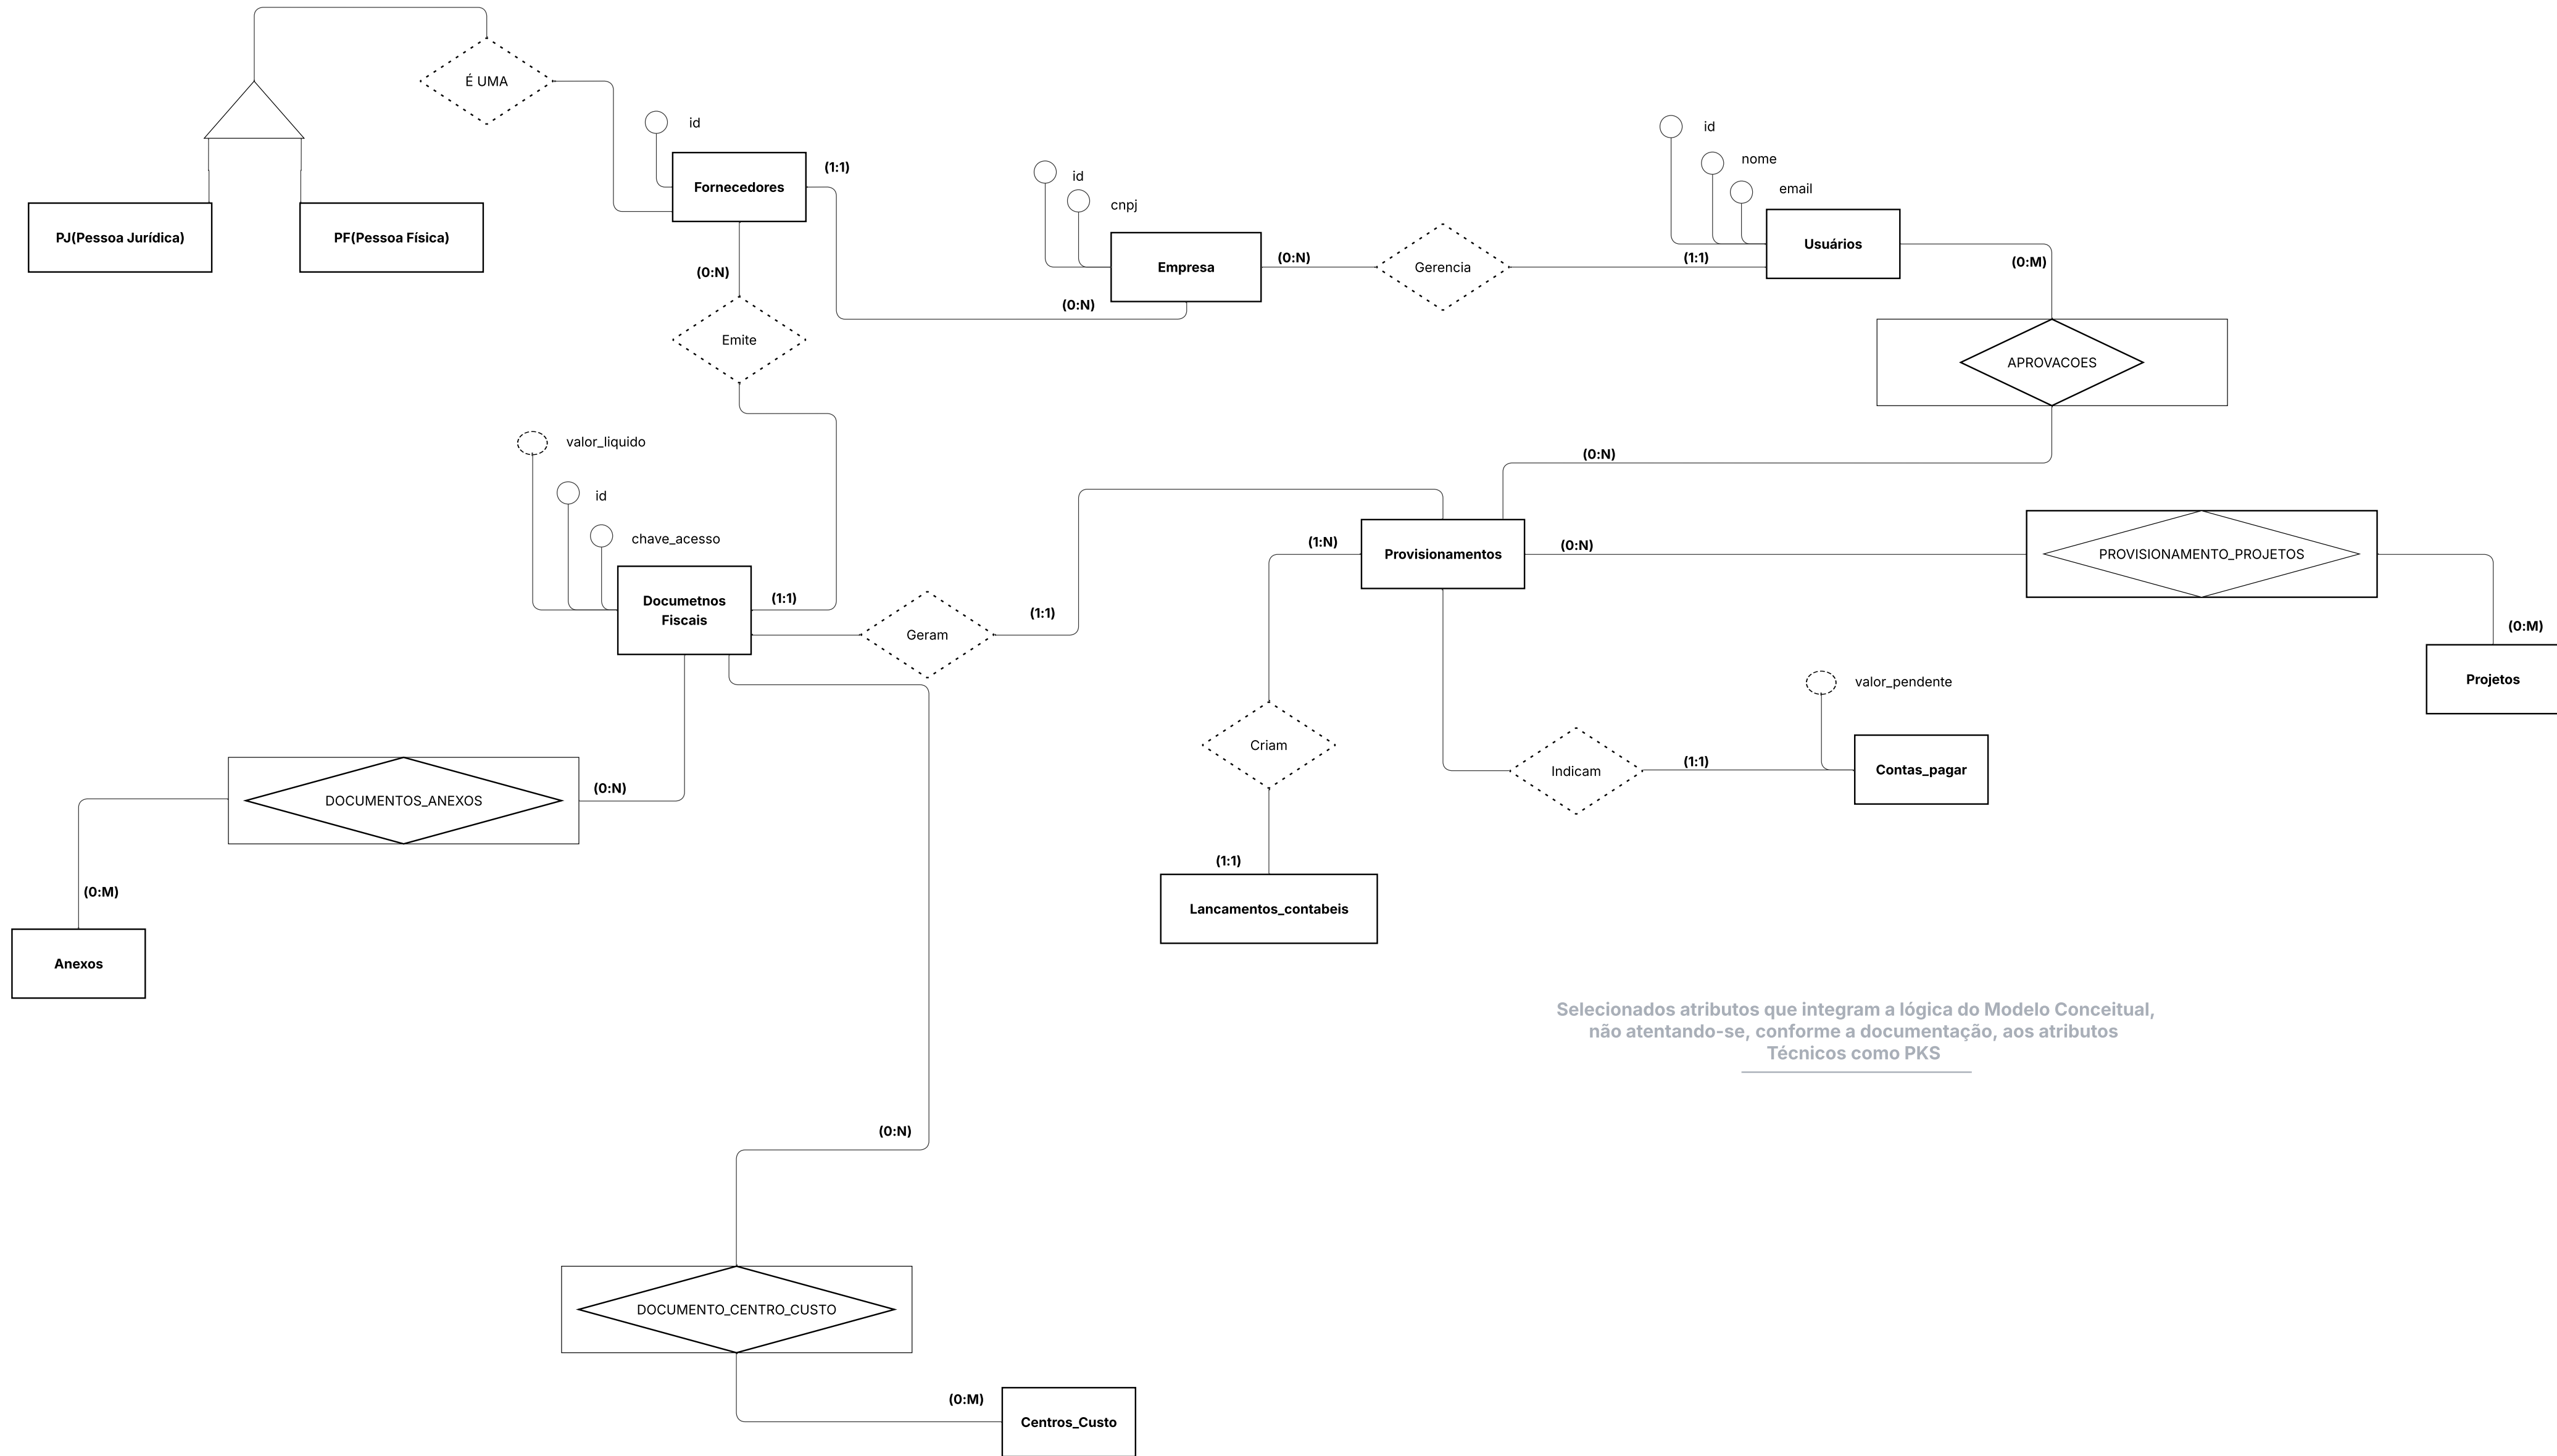 É UMA
id
Fornecedores
(1:1)
PJ(Pessoa Jurídica)
PF(Pessoa Física)
id
cnpj
Empresa
(0:N)
Gerencia
id
nome
email
Usuários
(1:1)
(0:M)
(0:N)
(0:N)
Emite
APROVACOES
valor_liquido
id
chave_acesso
Documetnos
Fiscais
(1:1)
Geram
(1:1)
(0:N)
(1:N)
Provisionamentos
(0:N)
PROVISIONAMENTO_PROJETOS
(0:M)
Projetos
valor_pendente
Criam
Indicam
(1:1)
Contas_pagar
DOCUMENTOS_ANEXOS
(0:N)
(0:M)
Anexos
(1:1)
Lancamentos_contabeis
Selecionados atributos que integram a lógica do Modelo Conceitual,
não atentando-se, conforme a documentação, aos atributos
Técnicos como PKS
(0:N)
DOCUMENTO_CENTRO_CUSTO
(0:M)
Centros_Custo